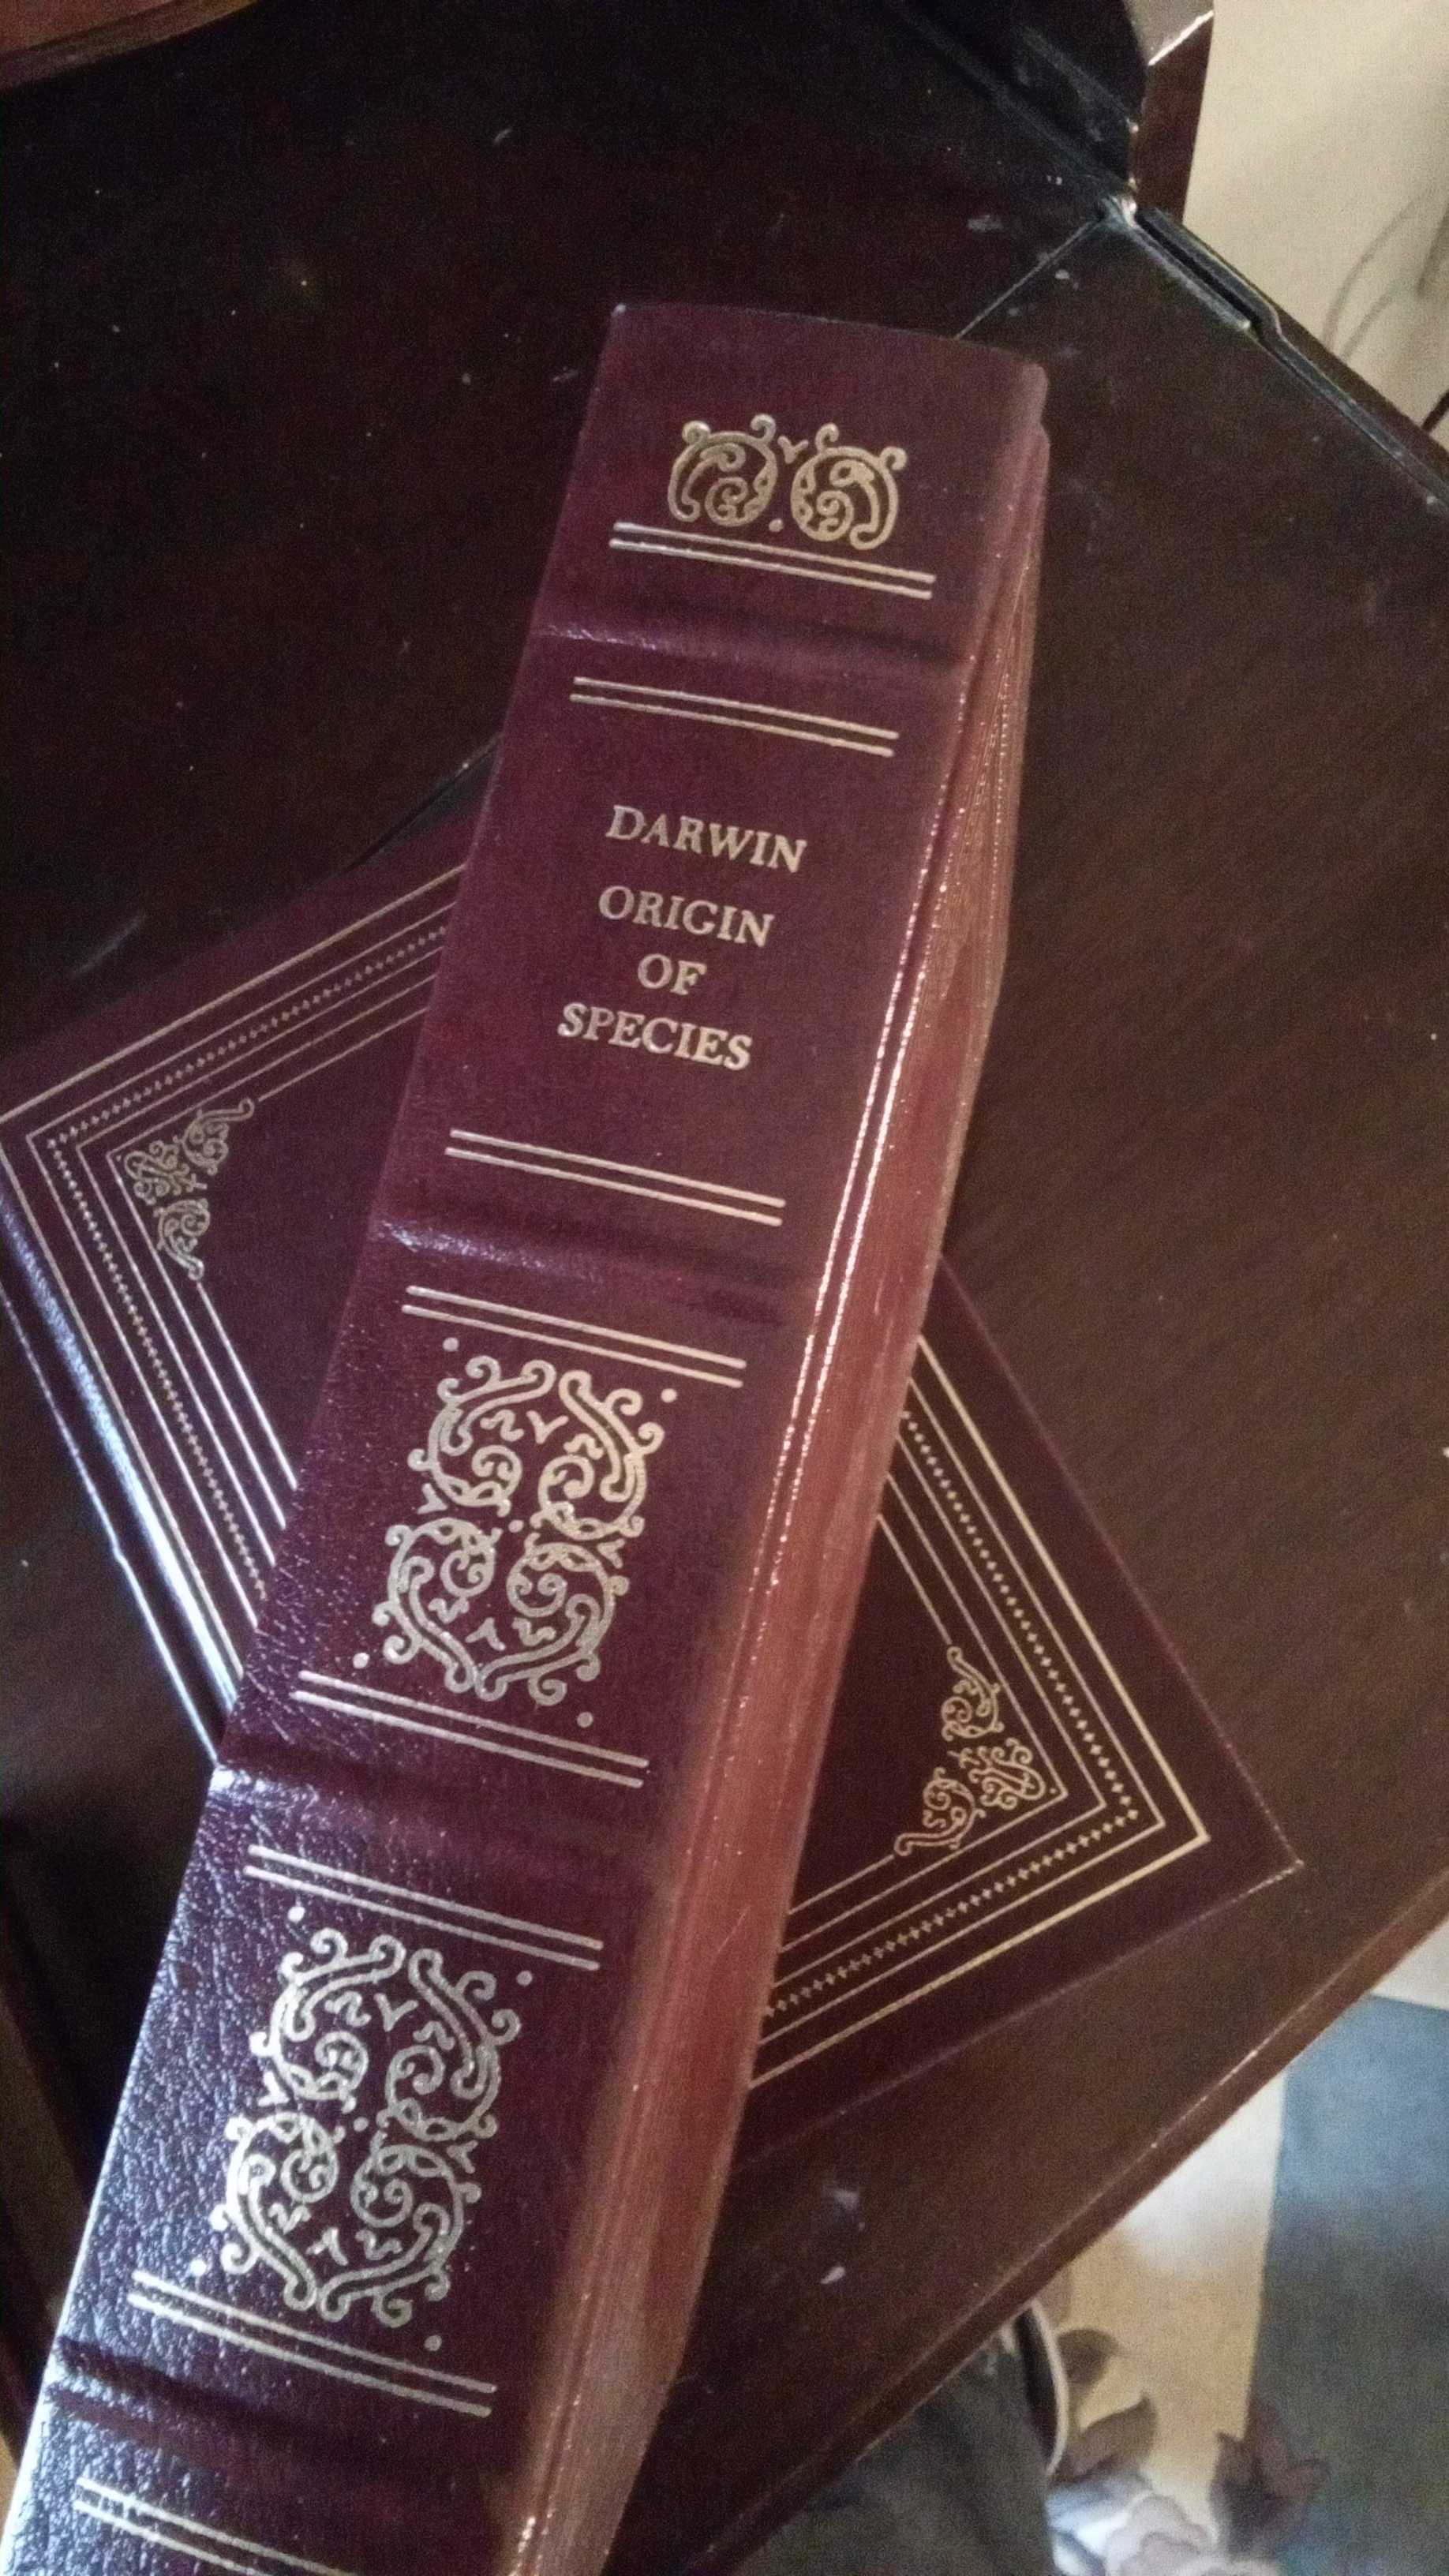 DARWIN
ORIGIN
OF
SPECIES